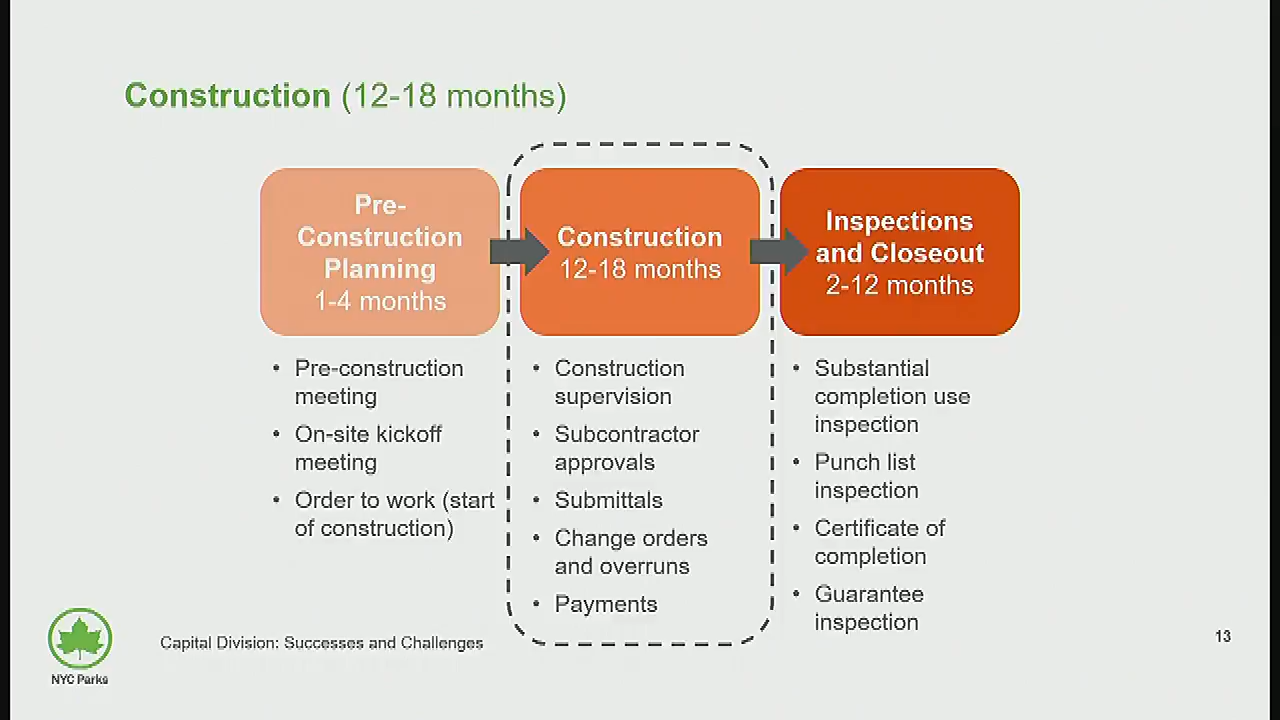 Construction (12-18 months)
Pre-
Construction
Planning
1-4 months
• Pre-construction
meeting
• On-site kickoff
meeting
• Order to work (start
of construction)
Construction
12-18 months
• Construction
supervision
• Subcontractor
approvals
• Submittals
• Change orders
and overruns
• Payments
Inspections
and Closeout
2-12 months
• Substantial
completion use
inspection
• Punch list
inspection
• Certificate of
completion
• Guarantee
inspection
NYC Parks
Capital Division: Successes and Challenges
13